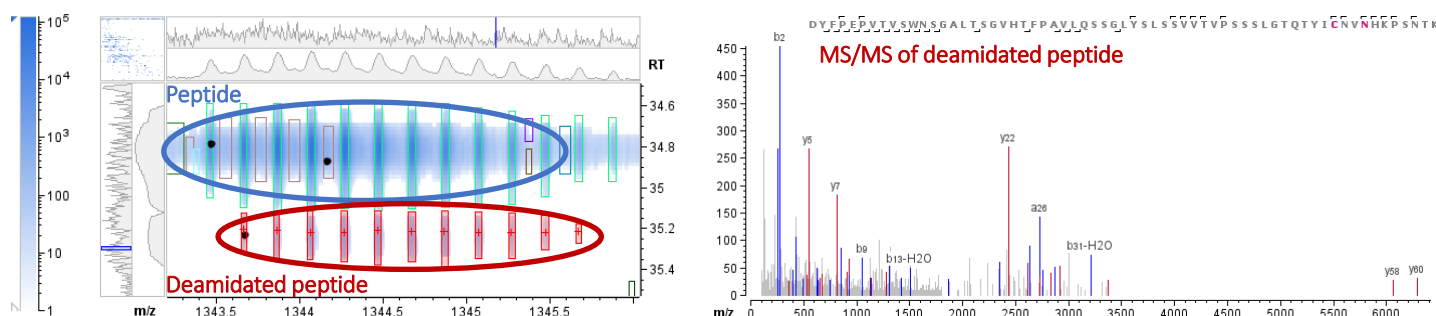 10^5
10^4
10^3
100
10
1
RT
34.6
34.8
35
35.2
35.4
Peptide
Deamidated peptide
m/z
1343.5
1344
1344.5
1345
1345.5
DYFPEPVTVSWNSGALTSGVHTFPAVLQSSGLYSLSSVVTVPSSSLGTQTYICNVNHKPSNTK
MS/MS of deamidated peptide
450
400
350
300
250
200
150
100
50
0
b2
y5
y7
b9
b13-H2O
y22
a26
b31-H2O
y58
y60
m/z
500
1000
1500
2000
2500
3000
3500
4000
4500
5000
5500
6000